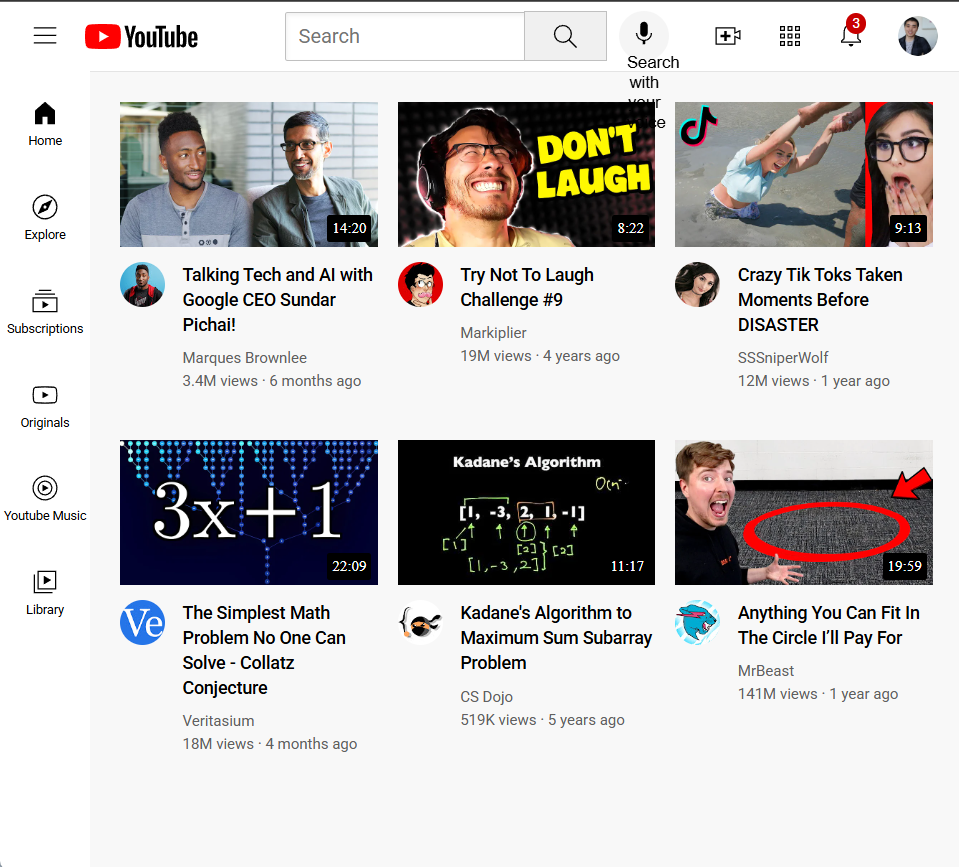 YouTube
Search
3
Search
with
your
voice
Home
Explore
Subscriptions
Originals
Youtube Music
Library
14:20
Talking Tech and AI with
Google CEO Sundar
Pichai!
Marques Brownlee
3.4M views · 6 months ago
DON'T
LAUGH
8:22
Try Not To Laugh
Challenge #9
Markiplier
19M views · 4 years ago
9:13
Crazy Tik Toks Taken
Moments Before
DISASTER
SSSniperWolf
12M views · 1 year ago
3x+1
22:09
Ve
The Simplest Math
Problem No One Can
Solve - Collatz
Conjecture
Veritasium
18M views · 4 months ago
Kadane's Algorithm
[1, -3, 2, 1, -1]
[1] [2] [2]
[1, -3, 2]
11:17
Kadane's Algorithm to
Maximum Sum Subarray
Problem
CS Dojo
519K views · 5 years ago
19:59
Anything You Can Fit In
The Circle I’ll Pay For
MrBeast
141M views · 1 year ago